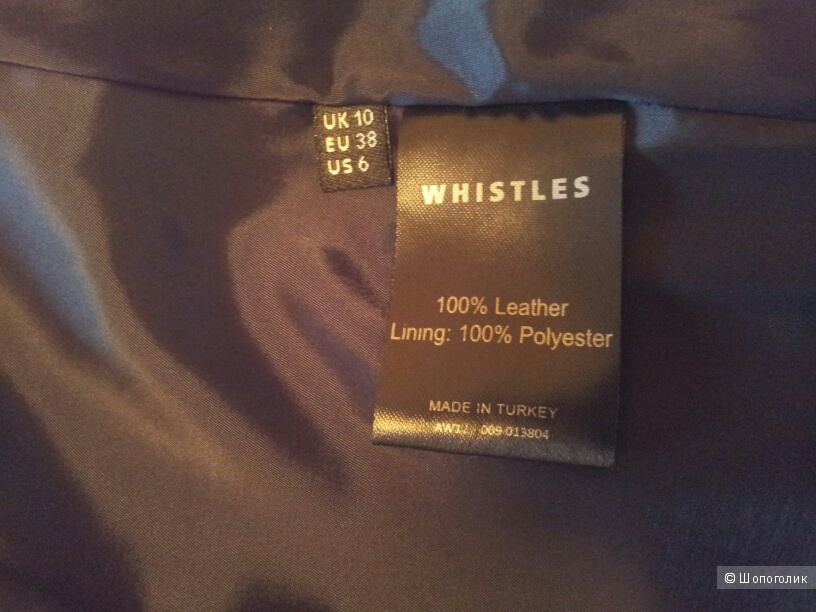 UK 10
EU 38
US 6
WHISTLES
100% Leather
Lining: 100% Polyester
MADE IN TURKEY
009 013804
© Шопоголик